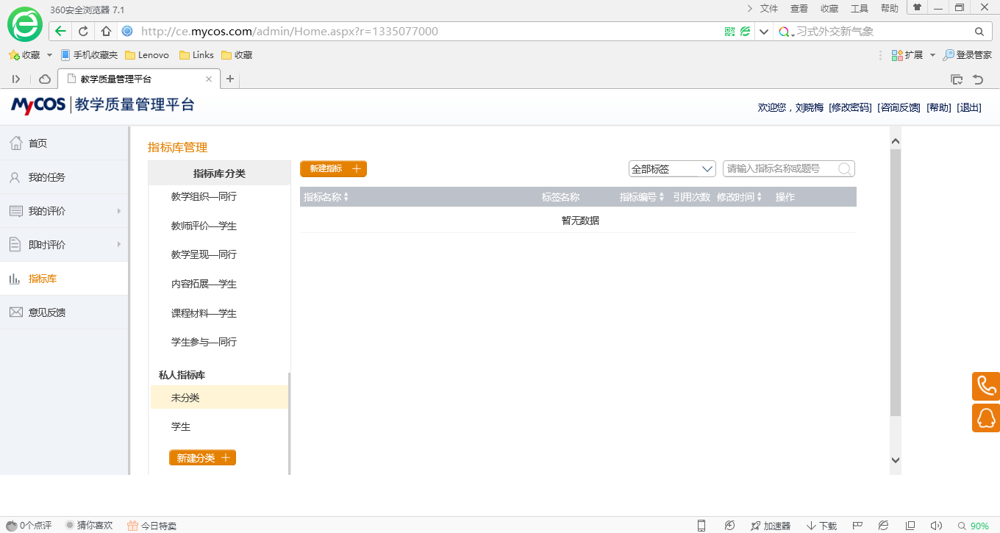 360安全浏览器 7.1
文件 查看 收藏 工具 帮助
http://ce.mycos.com/admin/Home.aspx?r=1335077000
习式外交新气象
收藏 手机收藏夹 Lenovo Links 收藏
扩展 登录管家
教学质量管理平台
MyCOS 教学质量管理平台
欢迎您，刘晓梅 [修改密码] [咨询反馈] [帮助] [退出]
首页
我的任务
我的评价
即时评价
指标库
意见反馈
指标库管理
指标库分类
教学组织—同行
教师评价—学生
教学呈现—同行
内容拓展—学生
课程材料—学生
学生参与—同行
私人指标库
未分类
学生
新建分类
新建指标
全部标签
请输入指标名称或题号
指标名称 标签名称 指标编号 引用次数 修改时间 操作
暂无数据
0个点评 猜你喜欢 今日特卖
加速器 下载 90%